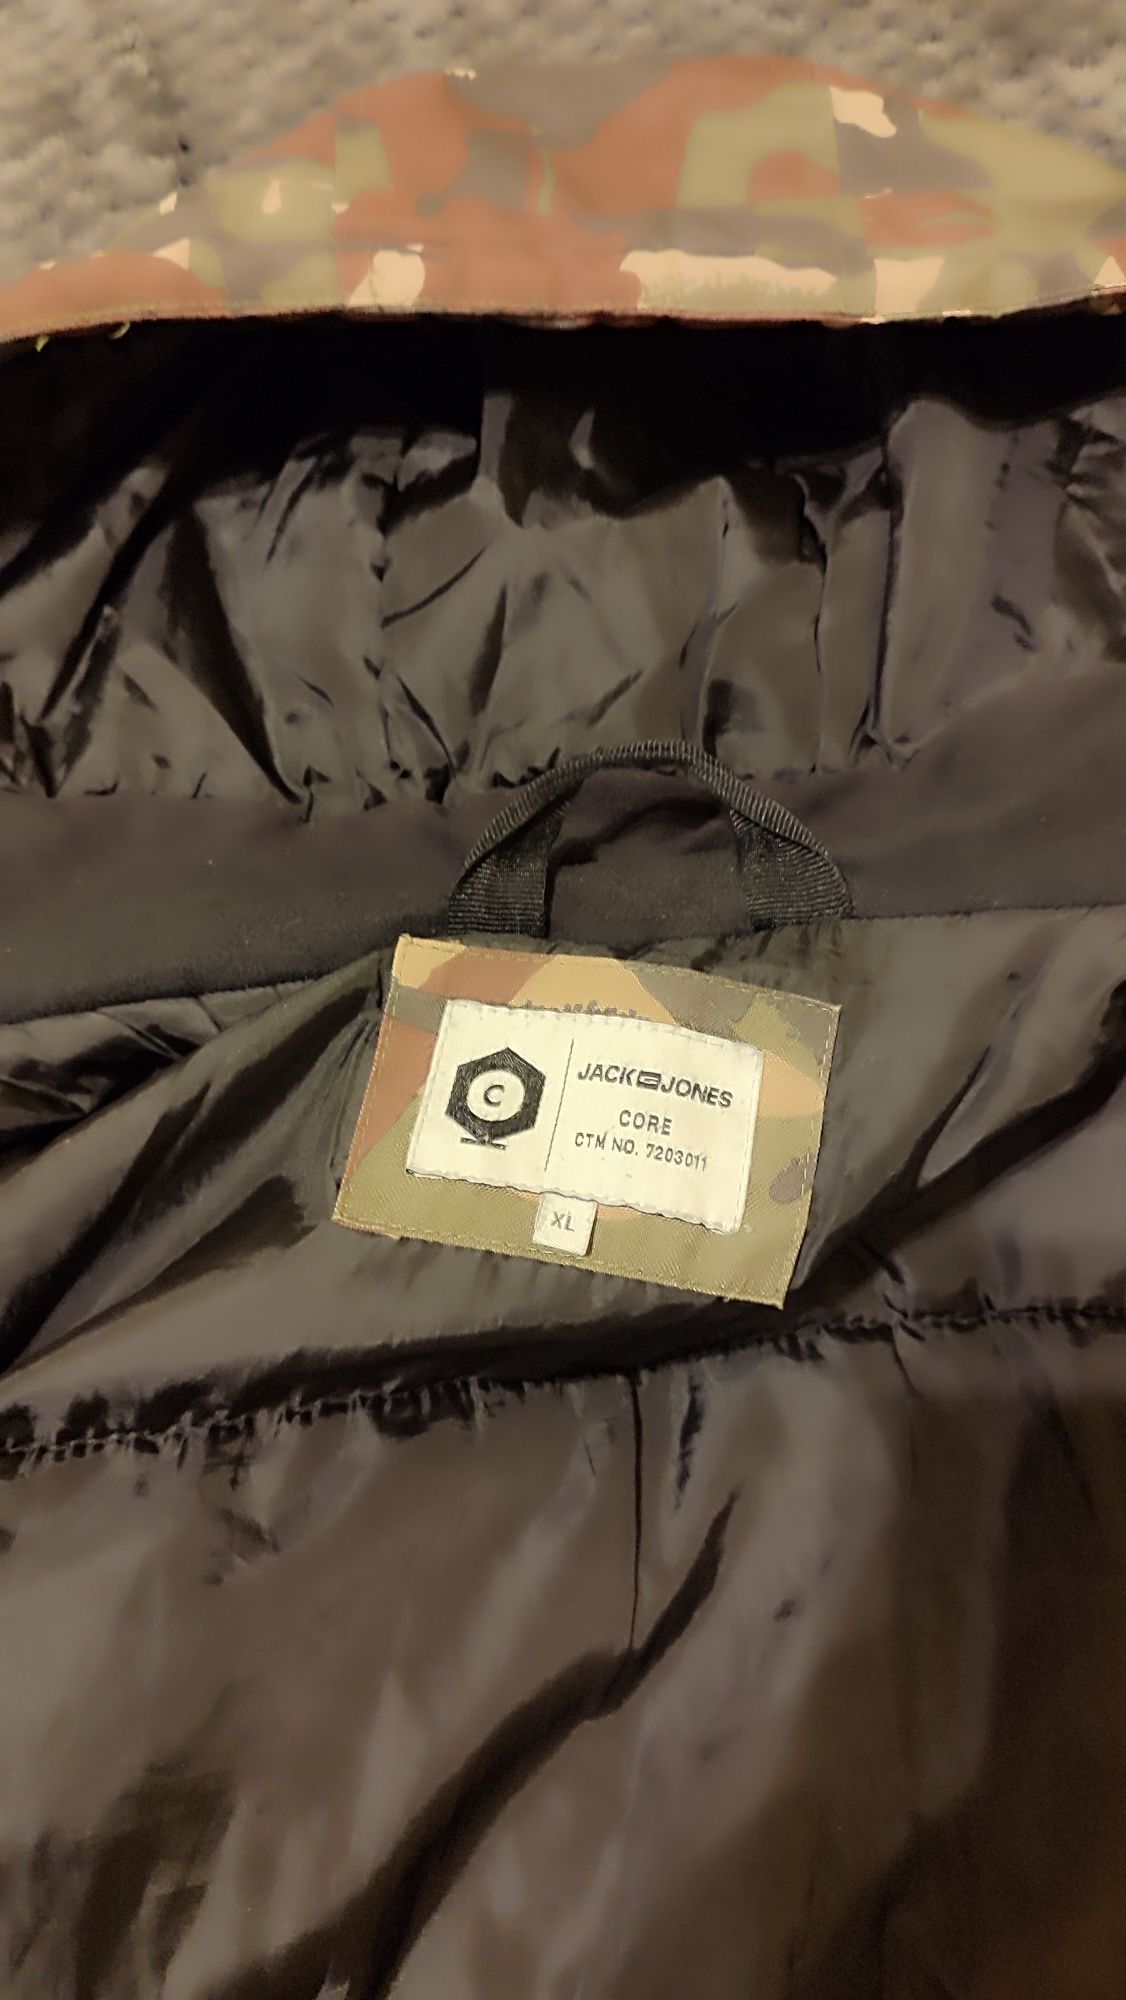 C
JACK & JONES
CORE
CTM NO. 7203011
XL